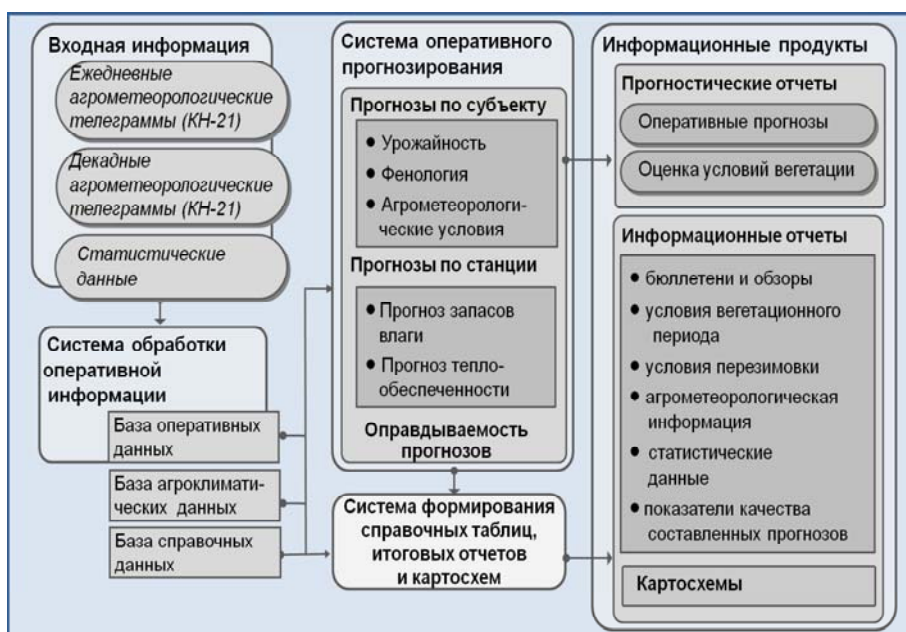 Входная информация
Ежедневные
агрометеорологические
телеграммы (КН-21)
Декадные
агрометеорологические
телеграммы (КН-21)
Статистические
данные
Система обработки
оперативной
информации
База оперативных
данных
База агроклимати-
ческих данных
База справочных
данных
Система оперативного
прогнозирования
Прогнозы по субъекту
• Урожайность
• Фенология
• Агрометеорологи-
ческие условия
Прогнозы по станции
• Прогноз запасов
влаги
• Прогноз тепло-
обеспеченности
Оправдываемость
прогнозов
Система формирования
справочных таблиц,
итоговых отчетов
и картосхем
Информационные продукты
Прогностические отчеты
Оперативные прогнозы
Оценка условий вегетации
Информационные отчеты
• бюллетени и обзоры
• условия вегетационного
периода
• условия перезимовки
• агрометеорологическая
информация
• статистические
данные
• показатели качества
составленных прогнозов
Картосхемы